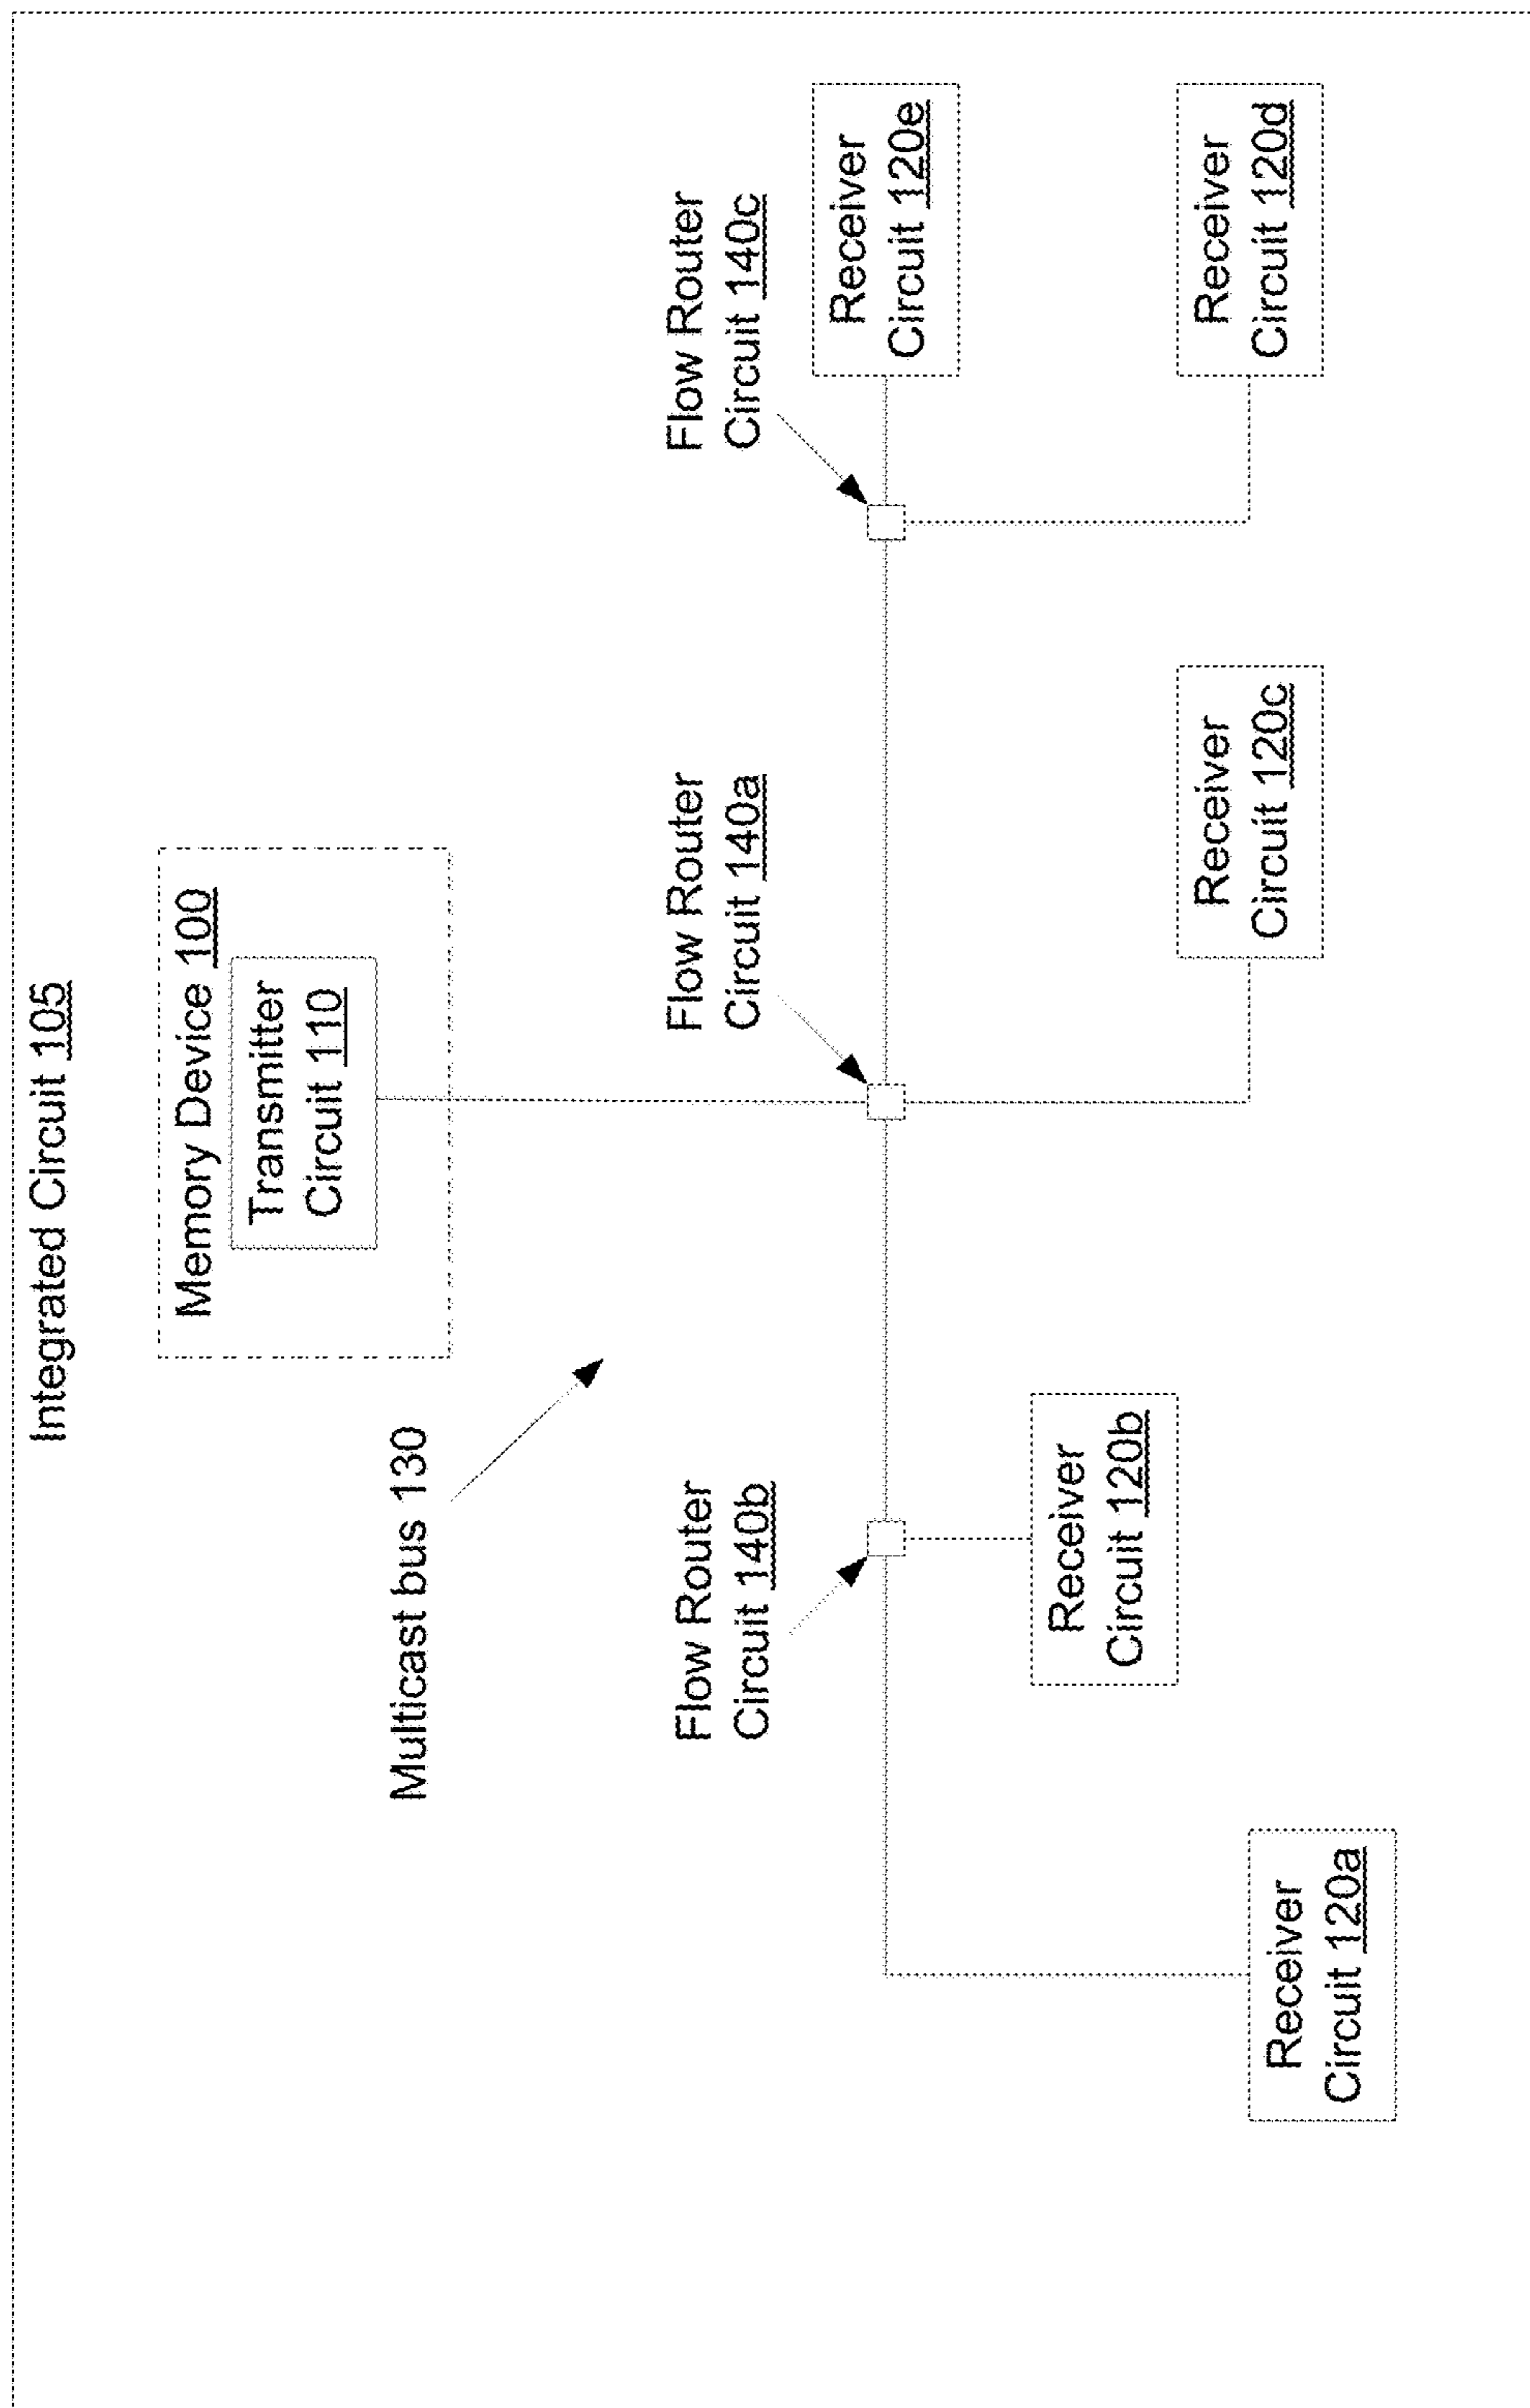 Integrated Circuit 105
Memory Device 100
Transmitter
Circuit 110
Multicast bus 130
Flow Router
Circuit 140b
Flow Router
Circuit 140a
Flow Router
Circuit 140c
Receiver
Circuit 120e
Receiver
Circuit 120b
Receiver
Circuit 120c
Receiver
Circuit 120d
Receiver
Circuit 120a